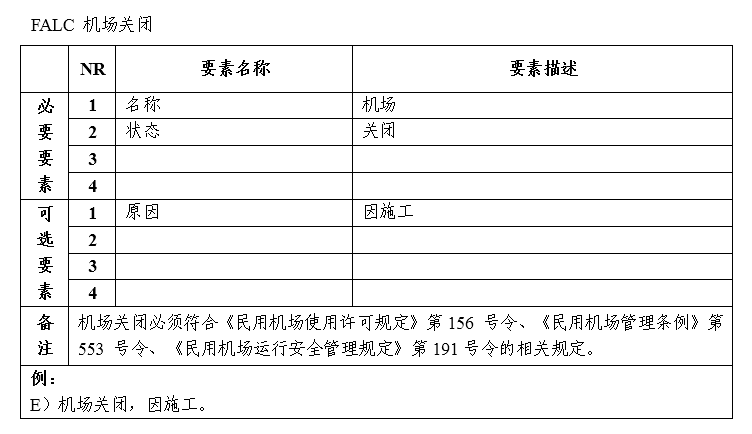 FALC 机场关闭
NR 要素名称 要素描述
必要要素
1 名称 机场
2 状态 关闭
3
4
可选要素
1 原因 因施工
2
3
4
备注
机场关闭必须符合《民用机场使用许可规定》第 156 号令、《民用机场管理条例》第
553 号令、《民用机场运行安全管理规定》第 191 号令的相关规定。
例：
E）机场关闭，因施工。